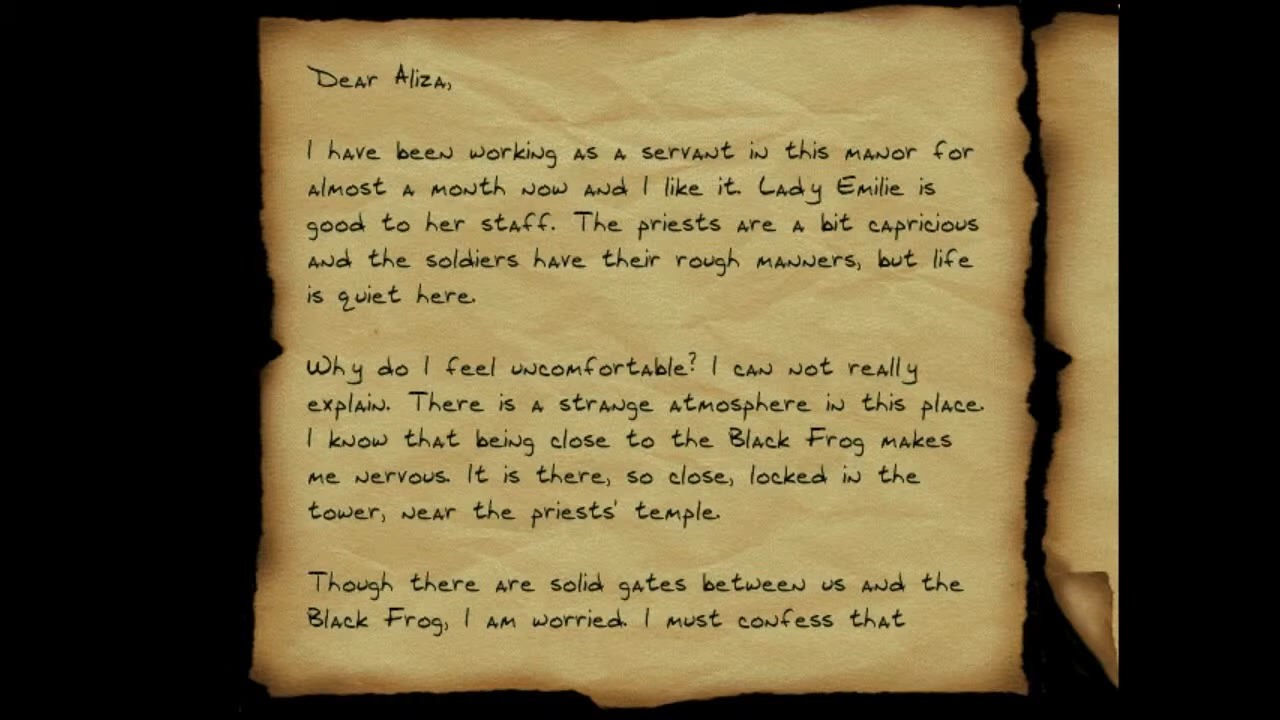 Dear Aliza,
I have been working as a servant in this manor for
almost a month now and I like it. Lady Emilie is
good to her staff. The priests are a bit capricious
and the soldiers have their rough manners, but life
is quiet here.
Why do I feel uncomfortable? I can not really
explain. There is a strange atmosphere in this place.
I know that being close to the Black Frog makes
me nervous. It is there, so close, locked in the
tower, near the priests' temple.
Though there are solid gates between us and the
Black Frog, I am worried. I must confess that